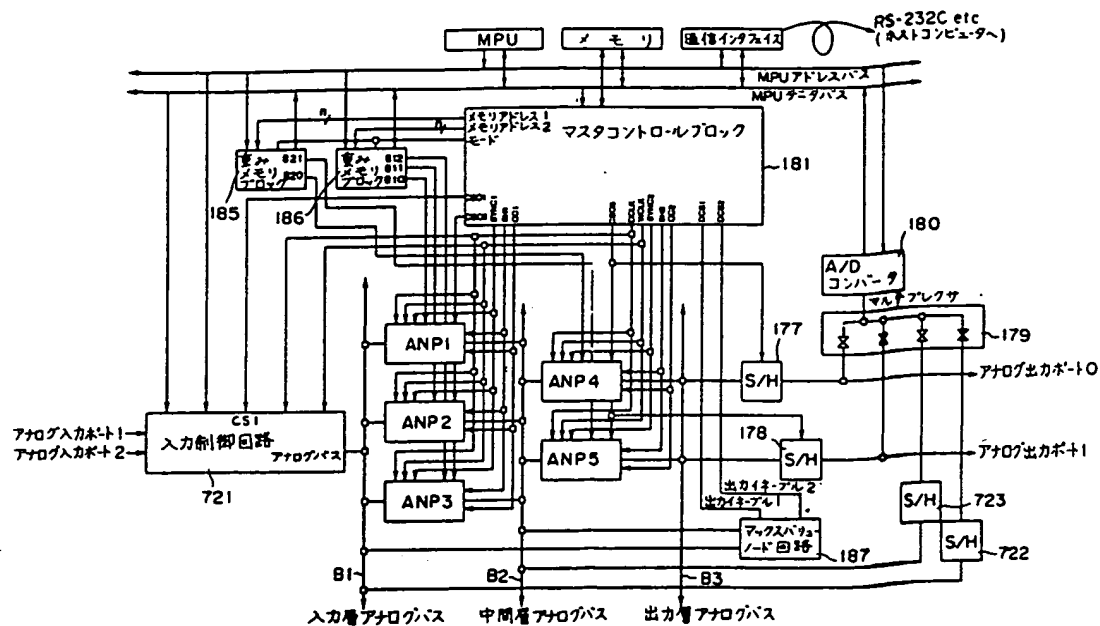 RS-232C etc
(ホストコンピュータへ)
MPU
メモリ
通信インタフェイス
MPUアドレスバス
MPUデータバス
n
n
メモリアドレス1
メモリアドレス2
モード
マスタコントロールブロック
181
重み
メモリ
ブロック
821
820
185
重み
メモリ
ブロック
812
811
810
186
CSO1
SYNC1
DCS1
DCS2
180
A/D
コンバータ
マルチプレクサ
179
177
S/H
アナログ出力ポート0
ANP1
ANP2
ANP3
ANP4
ANP5
アナログ入力ポート1
アナログ入力ポート2
CSI
入力制御回路
アナログバス
721
178
S/H
アナログ出力ポート1
出力イネーブル2
出力イネーブル1
マックスバリュー
ノード回路
187
S/H
723
S/H
722
B1
B2
B3
入力層アナログバス
中間層アナログバス
出力層アナログバス